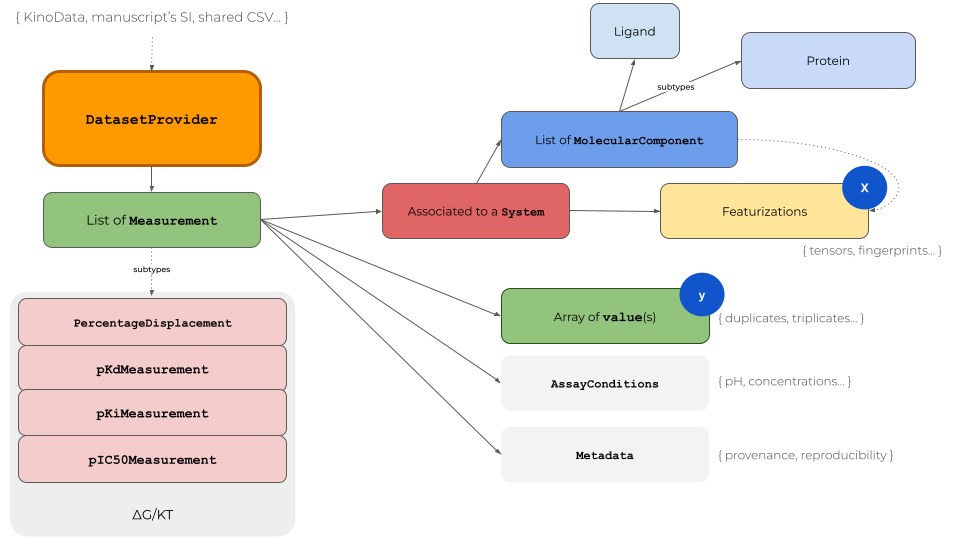 { KinoData, manuscript's SI, shared CSV... }
DatasetProvider
List of Measurement
subtypes
PercentageDisplacement
pKdMeasurement
pKiMeasurement
pIC50Measurement
ΔG/KT
Ligand
Protein
subtypes
List of MolecularComponent
Associated to a System
Featurizations
X
{ tensors, fingerprints... }
Array of value(s)
y
{ duplicates, triplicates... }
AssayConditions
{ pH, concentrations... }
Metadata
{ provenance, reproducibility }